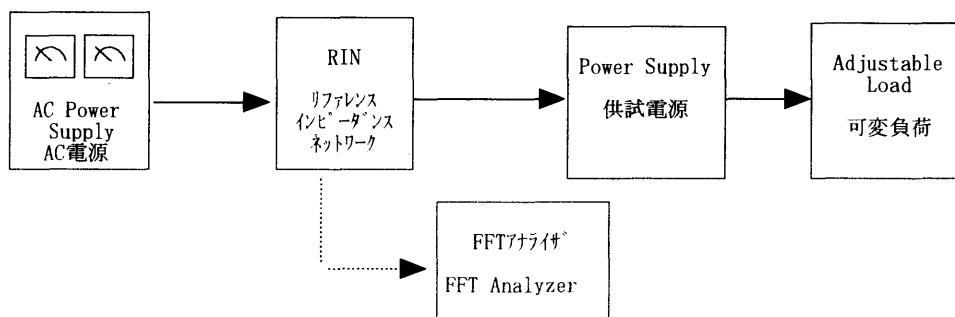 AC Power
Supply
AC電源
RIN
リファレンス
インピーダンス
ネットワーク
Power Supply
供試電源
Adjustable
Load
可変負荷
FFTアナライザ
FFT Analyzer